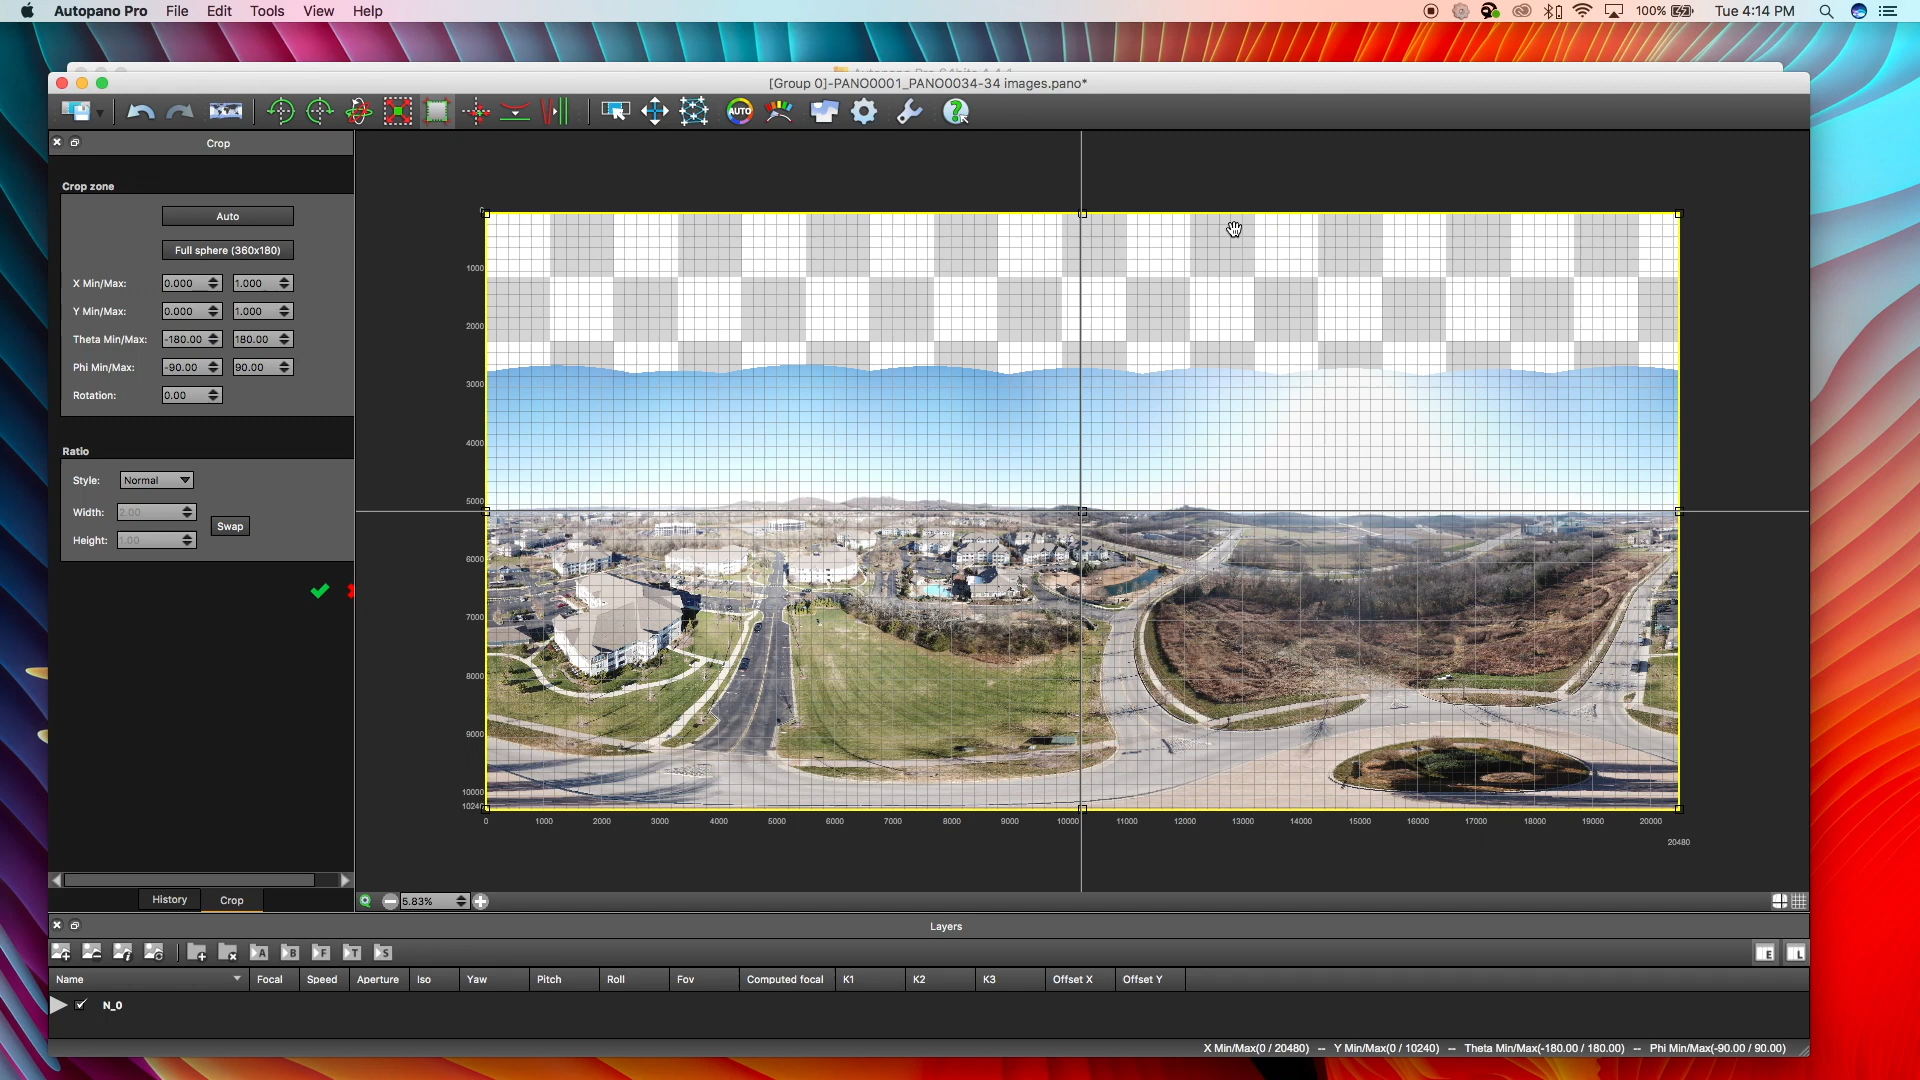 Autopano Pro File Edit Tools View Help 100% Tue 4:14 PM
[Group 0]-PANO0001_PANO0034-34 images.pano*
AUTO ?
Crop
Crop zone
Auto
Full sphere (360x180)
X Min/Max: 0.000 1.000
Y Min/Max: 0.000 1.000
Theta Min/Max: -180.00 180.00
Phi Min/Max: -90.00 90.00
Rotation: 0.00
Ratio
Style: Normal
Width: 2.00
Swap
Height: 1.00
0
1000
2000
3000
4000
5000
6000
7000
8000
9000
10000
10240
0 1000 2000 3000 4000 5000 6000 7000 8000 9000 10000 11000 12000 13000 14000 15000 16000 17000 18000 19000 20000
20480
History Crop
5.83%
Layers
A B F T S E L
Name Focal Speed Aperture Iso Yaw Pitch Roll Fov Computed focal K1 K2 K3 Offset X Offset Y
N_0
X Min/Max(0 / 20480) -- Y Min/Max(0 / 10240) -- Theta Min/Max(-180.00 / 180.00) -- Phi Min/Max(-90.00 / 90.00)